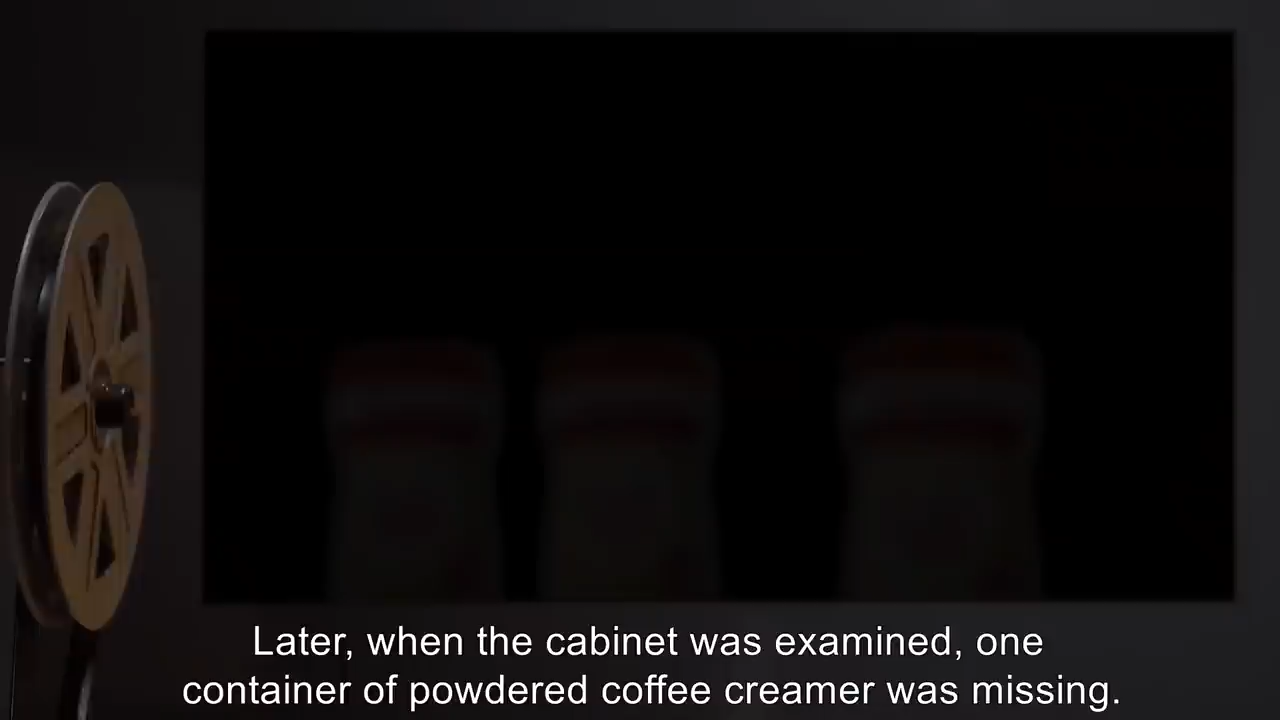 Later, when the cabinet was examined, one
container of powdered coffee creamer was missing.